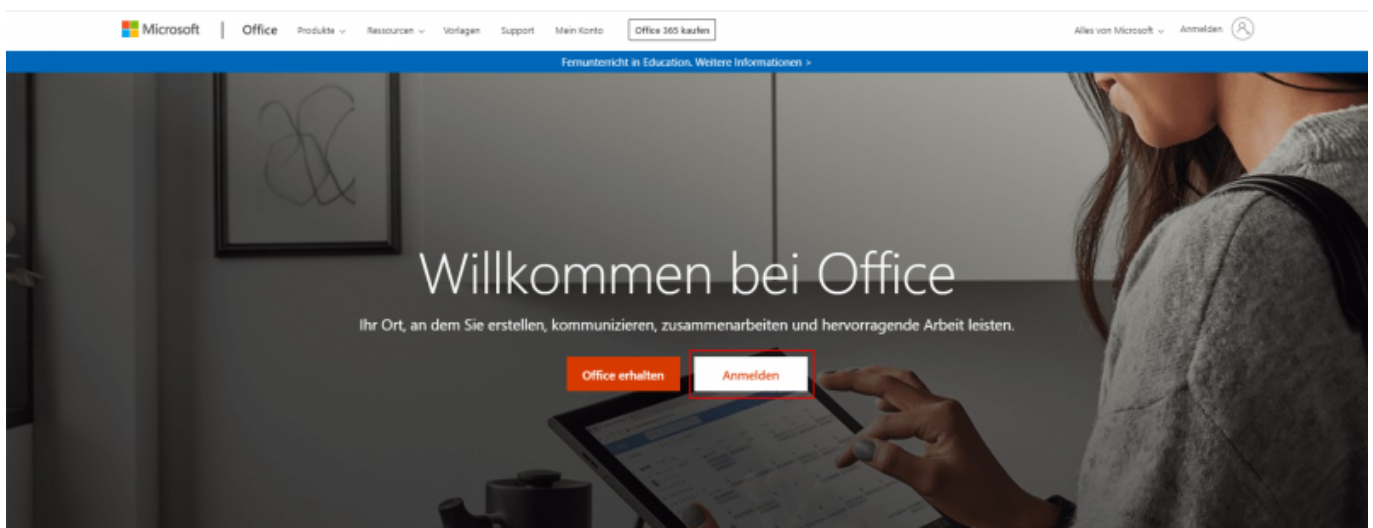 Microsoft | Office Produkte Ressourcen Vorlagen Support Mein Konto Office 365 kaufen Alles von Microsoft Anmelden
Fernunterricht in Education. Weitere Informationen >
Willkommen bei Office
Ihr Ort, an dem Sie erstellen, kommunizieren, zusammenarbeiten und hervorragende Arbeit leisten.
Office erhalten Anmelden